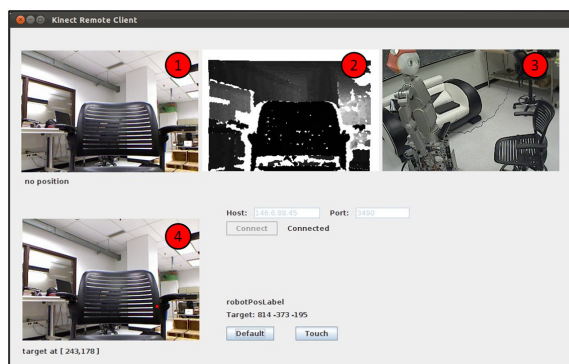 Kinect Remote Client
1
2
3
no position
Host: 146.6.88.45 Port: 3490
Connect Connected
4
robotPosLabel
Target: 814 -373 -195
Default Touch
target at [ 243,178 ]